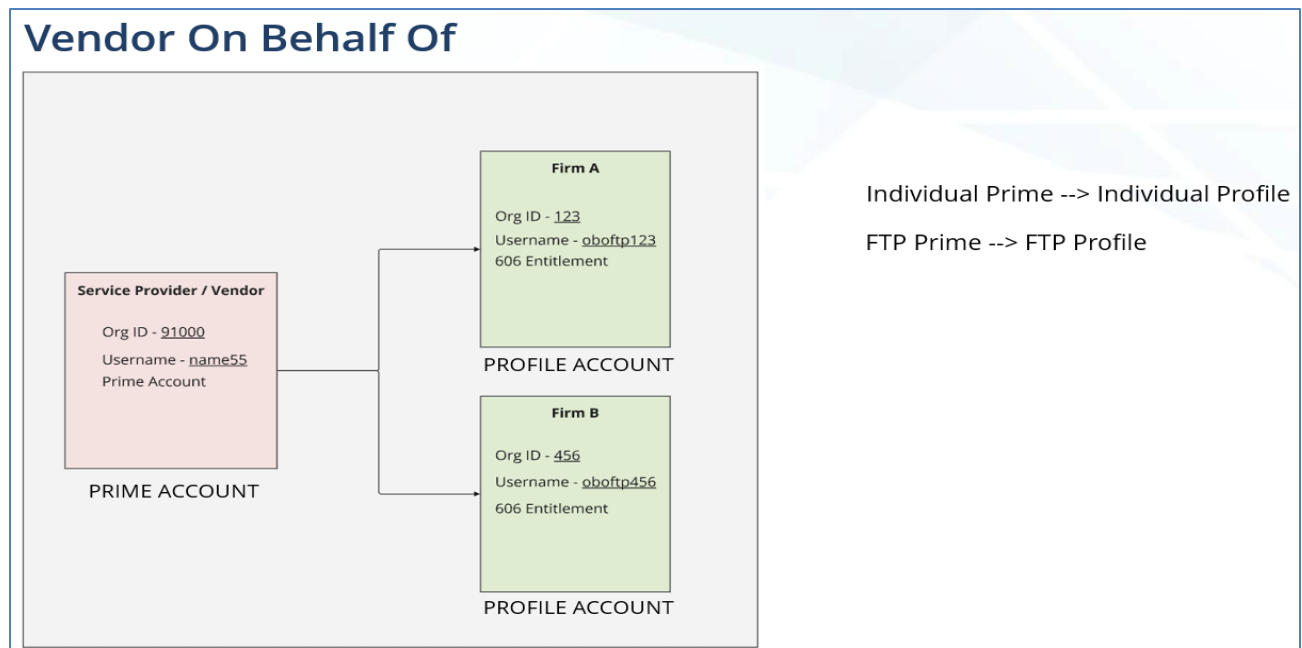 Vendor On Behalf Of
Service Provider / Vendor
Org ID - 91000
Username - name55
Prime Account
PRIME ACCOUNT
Firm A
Org ID - 123
Username - oboftp123
606 Entitlement
PROFILE ACCOUNT
Firm B
Org ID - 456
Username - oboftp456
606 Entitlement
PROFILE ACCOUNT
Individual Prime --> Individual Profile
FTP Prime --> FTP Profile